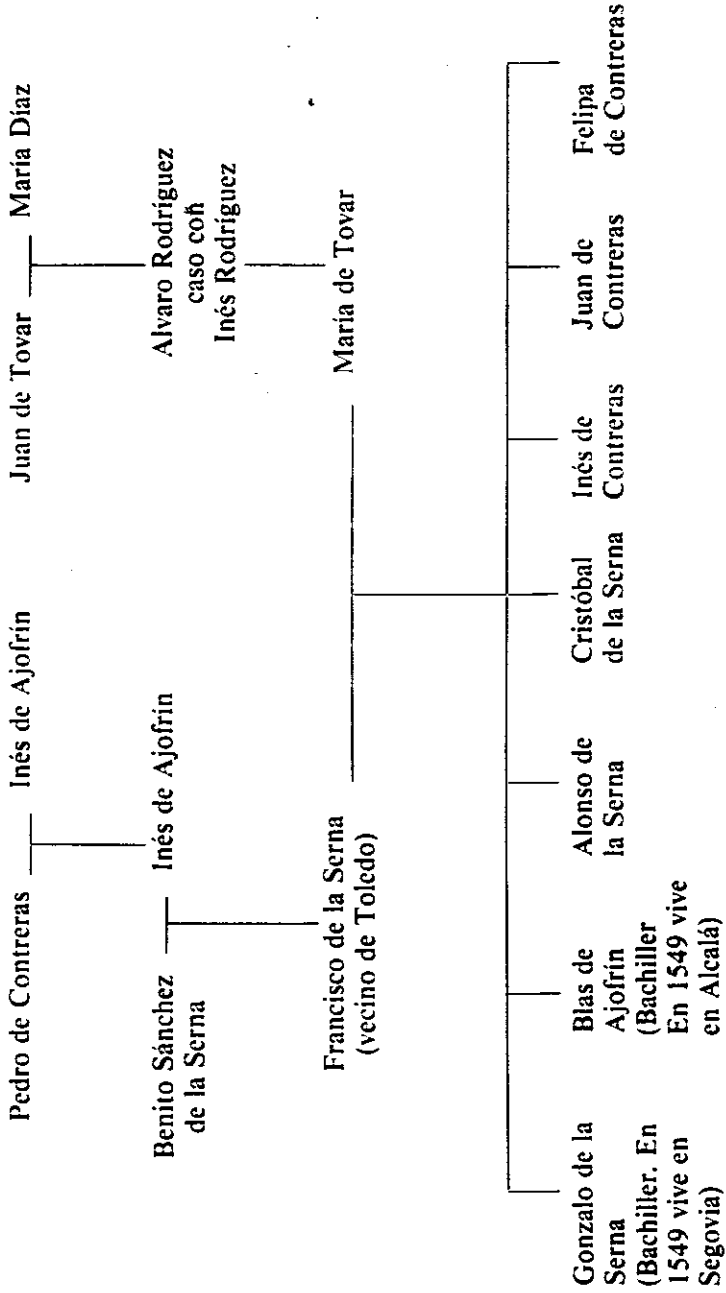 Pedro de Contreras
Inés de Ajofrín
Juan de Tovar
María Díaz
Benito Sánchez
de la Serna
Inés de Ajofrín
Alvaro Rodríguez
caso con
Inés Rodríguez
Francisco de la Serna
(vecino de Toledo)
María de Tovar
Gonzalo de la
Serna
(Bachiller. En
1549 vive en
Segovia)
Blas de
Ajofrín
(Bachiller
En 1549 vive
en Alcalá)
Alonso de
la Serna
Cristóbal
de la Serna
Inés de
Contreras
Juan de
Contreras
Felipa
de Contreras